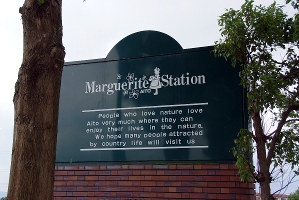 Marguerite Station
AITO
People who love nature love
Aito very much where they can
enjoy their lives in the nature.
We hope many people attracted
by country life will visit us